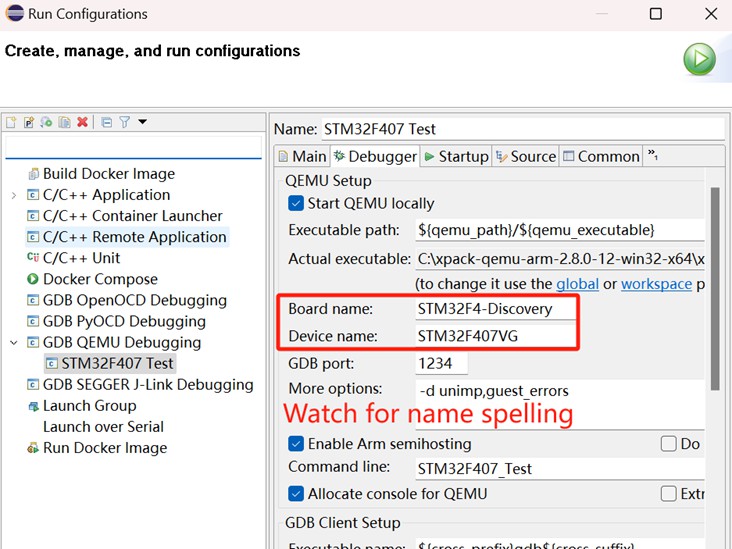 Run Configurations
Create, manage, and run configurations
Build Docker Image
C/C++ Application
C/C++ Container Launcher
C/C++ Remote Application
C/C++ Unit
Docker Compose
GDB OpenOCD Debugging
GDB PyOCD Debugging
GDB QEMU Debugging
STM32F407 Test
GDB SEGGER J-Link Debugging
Launch Group
Launch over Serial
Run Docker Image
Name: STM32F407 Test
Main Debugger Startup Source Common »1
QEMU Setup
Start QEMU locally
Executable path: ${qemu_path}/${qemu_executable}
Actual executable: C:\xpack-qemu-arm-2.8.0-12-win32-x64\x
(to change it use the global or workspace p
Board name: STM32F4-Discovery
Device name: STM32F407VG
GDB port: 1234
More options: -d unimp,guest_errors
Watch for name spelling
Enable Arm semihosting Do
Command line: STM32F407_Test
Allocate console for QEMU Extr
GDB Client Setup